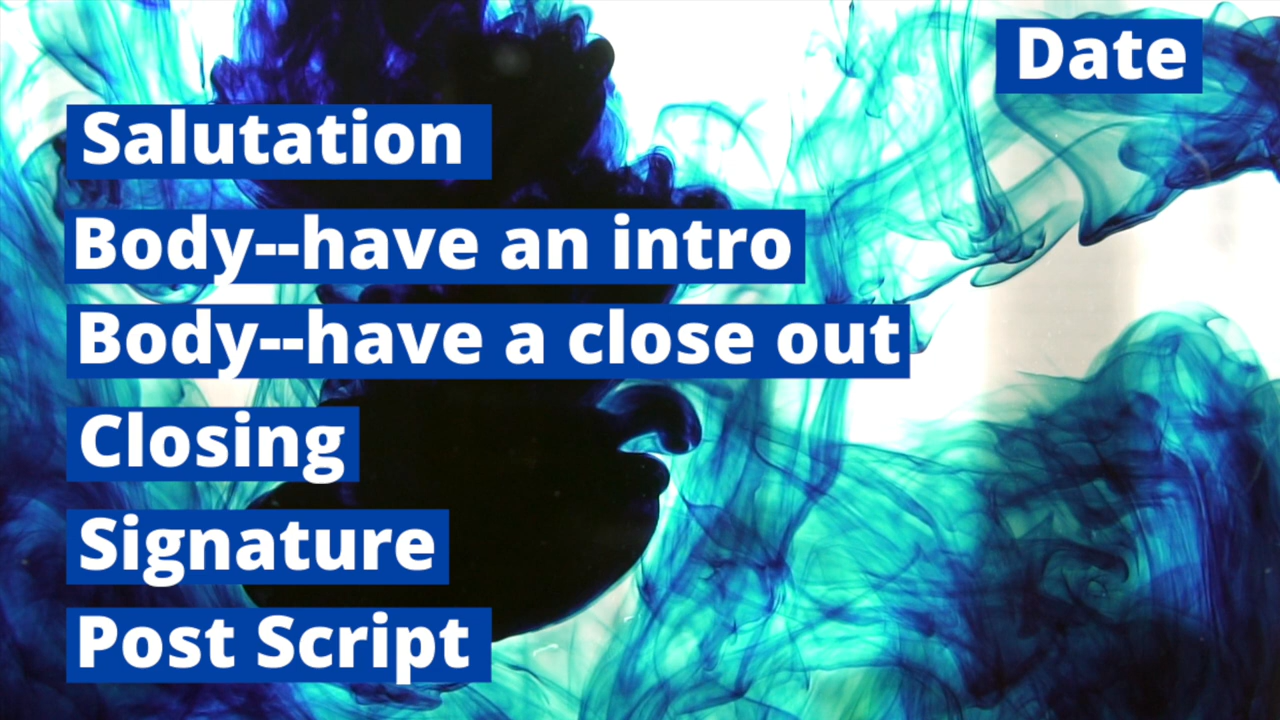 Date
Salutation
Body--have an intro
Body--have a close out
Closing
Signature
Post Script